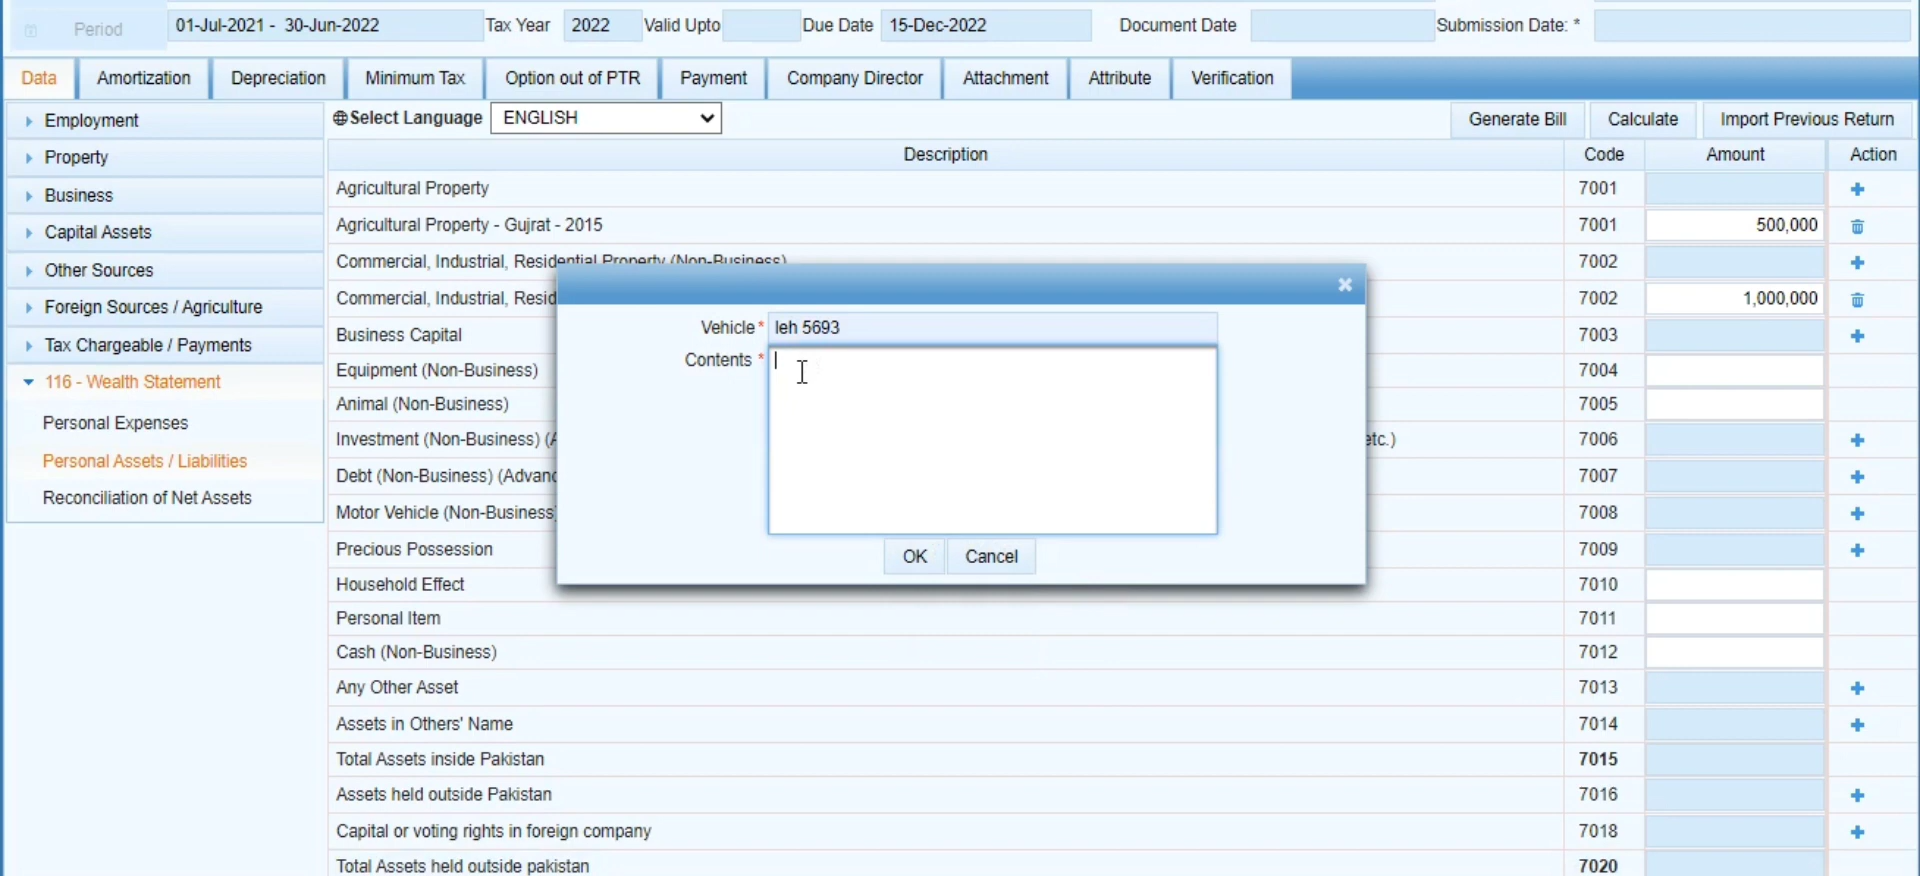 Period 01-Jul-2021 - 30-Jun-2022 Tax Year 2022 Valid Upto Due Date 15-Dec-2022 Document Date Submission Date: *
Data Amortization Depreciation Minimum Tax Option out of PTR Payment Company Director Attachment Attribute Verification
Employment
Property
Business
Capital Assets
Other Sources
Foreign Sources / Agriculture
Tax Chargeable / Payments
116 - Wealth Statement
Personal Expenses
Personal Assets / Liabilities
Reconciliation of Net Assets
Select Language ENGLISH Generate Bill Calculate Import Previous Return
Description Code Amount Action
Agricultural Property 7001
Agricultural Property - Gujrat - 2015 7001 500,000
Commercial, Industrial, Residential Property (Non-Business) 7002
Commercial, Industrial, Resid 7002 1,000,000
Business Capital 7003
Equipment (Non-Business) 7004
Animal (Non-Business) 7005
Investment (Non-Business) (A etc.) 7006
Debt (Non-Business) (Advanc 7007
Motor Vehicle (Non-Business) 7008
Precious Possession 7009
Household Effect 7010
Personal Item 7011
Cash (Non-Business) 7012
Any Other Asset 7013
Assets in Others' Name 7014
Total Assets inside Pakistan 7015
Assets held outside Pakistan 7016
Capital or voting rights in foreign company 7018
Total Assets held outside pakistan 7020
Vehicle * leh 5693
Contents *
OK Cancel